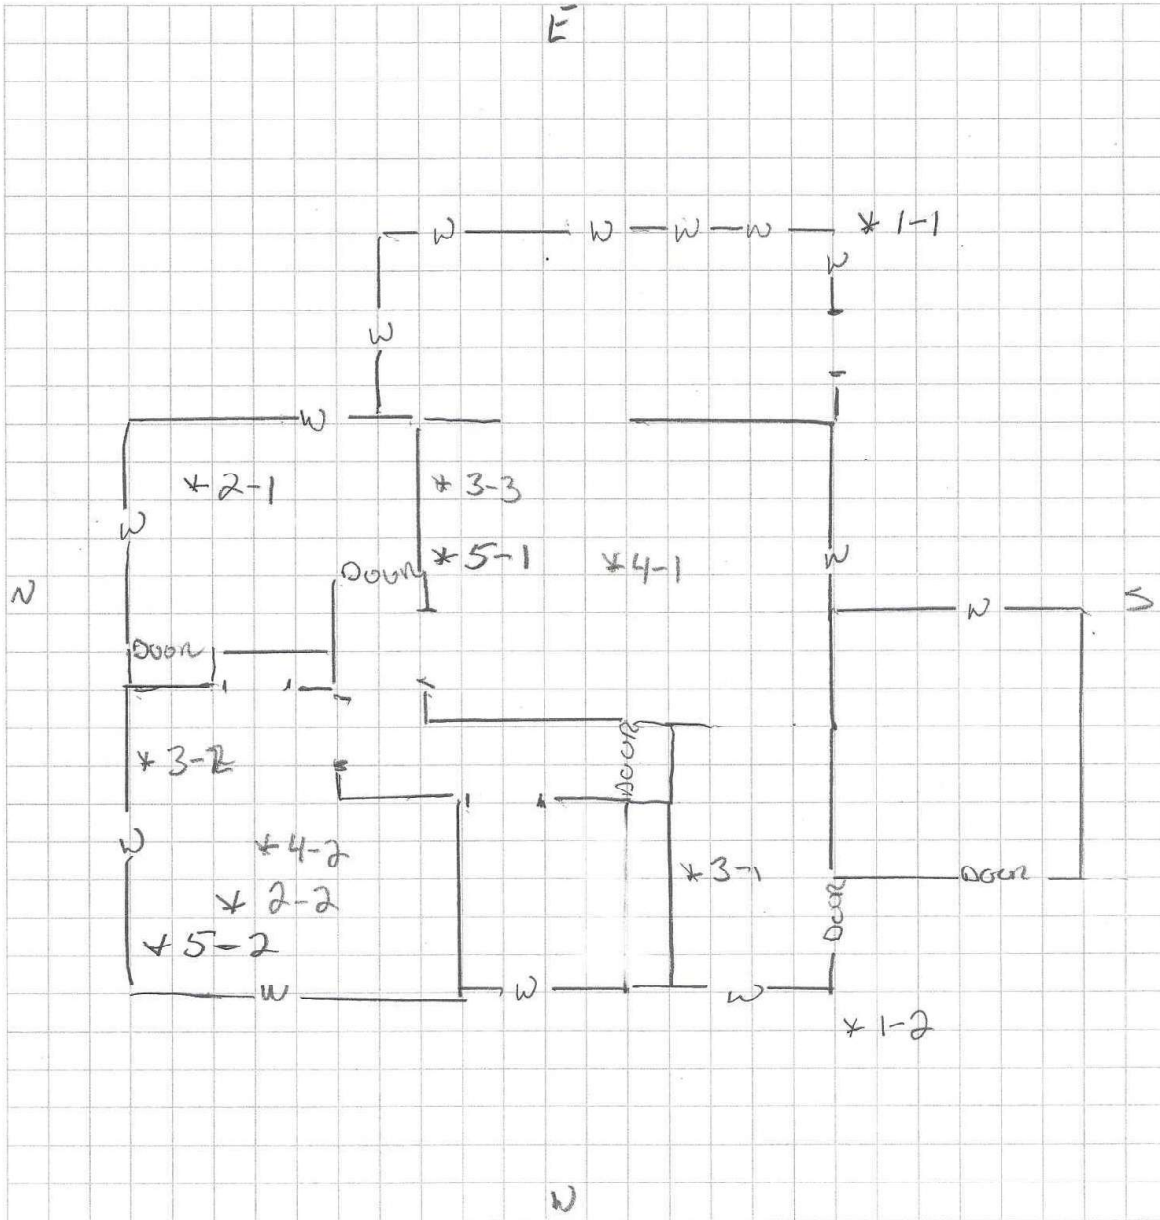 E
W W W W * 1-1
W
W
W
* 2-1 * 3-3
W
* 5-1 * 4-1 W
DOOR
N S
W
DOOR
DOOR
* 3-2
W
* 4-2
* 3-1 DOOR
* 2-2 DOOR
* 5-2
W W W
* 1-2
W